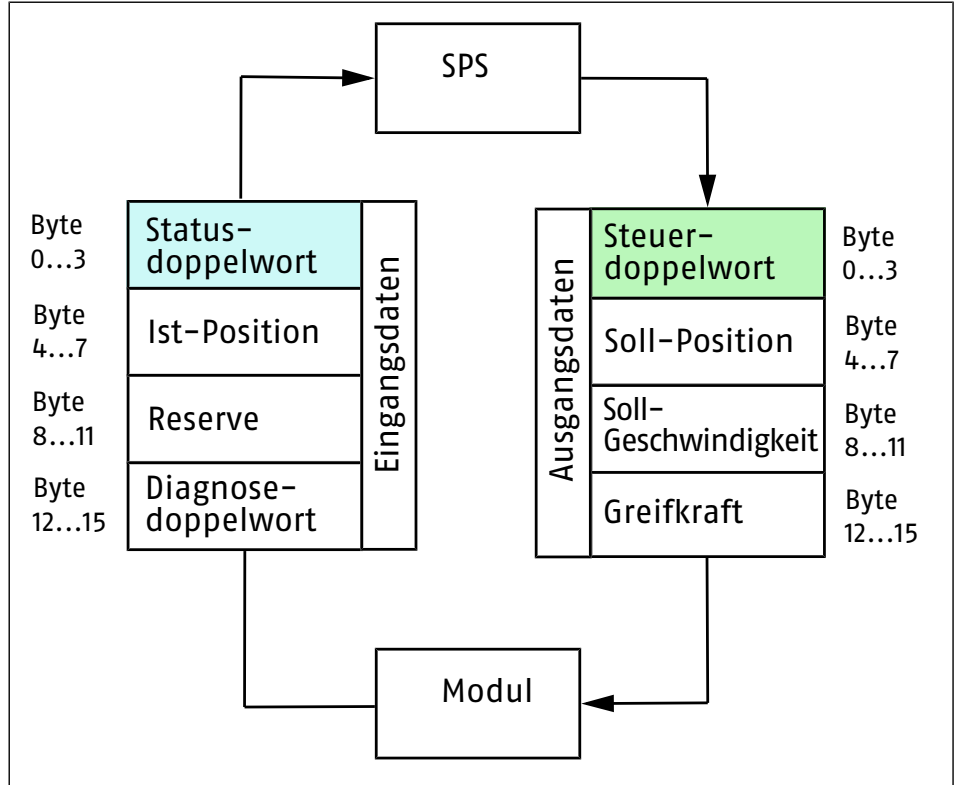 SPS
Byte
0...3
Status-
doppelwort
Byte
4...7
Ist-Position
Byte
8...11
Reserve
Byte
12...15
Diagnose-
doppelwort
Eingangsdaten
Ausgangsdaten
Steuer-
doppelwort
Byte
0...3
Soll-Position
Byte
4...7
Soll-
Geschwindigkeit
Byte
8...11
Greifkraft
Byte
12...15
Modul